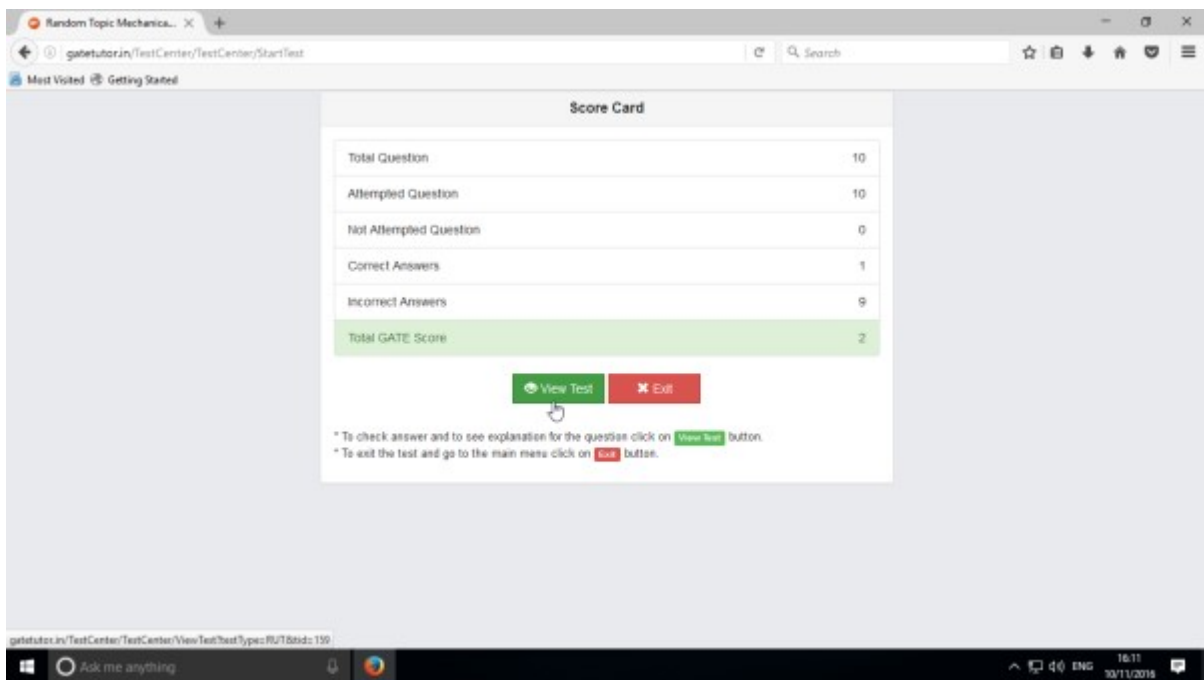 Random Topic Mechanica...
gatetutor.in/TestCenter/TestCenter/StartTest
Search
Most Visited Getting Started
Score Card
Total Question 10
Attempted Question 10
Not Attempted Question 0
Correct Answers 1
Incorrect Answers 9
Total GATE Score 2
View Test Exit
* To check answer and to see explanation for the question click on View Test button.
* To exit the test and go to the main menu click on Exit button.
gatetutor.in/TestCenter/TestCenter/ViewTest?testType=RUT&tid=159
Ask me anything
ENG
16:11
10/11/2016